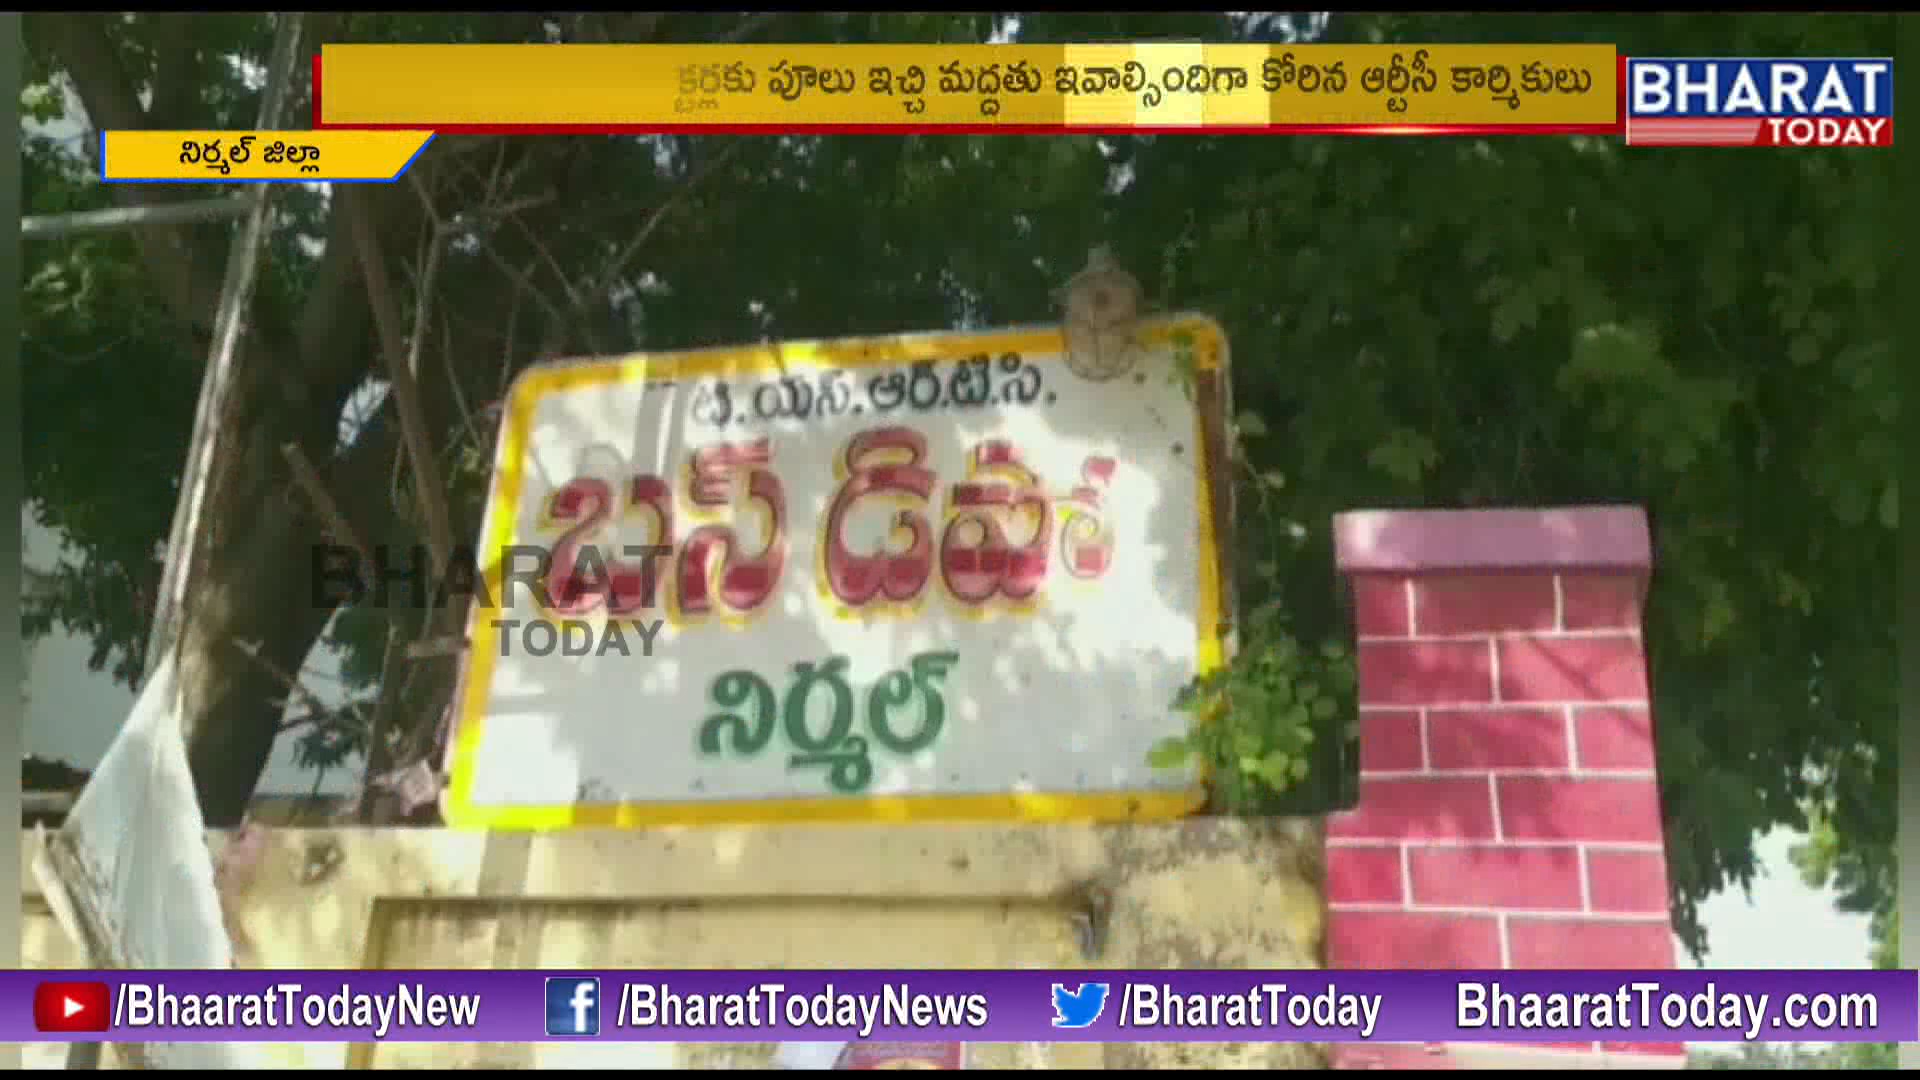 పూలు ఇచ్చి మద్దతు ఇవాల్సిందిగా కోరిన ఆర్టీసీ కార్మికులు
BHARAT
TODAY
నిర్మల్ జిల్లా
టి.యస్.ఆర్.టి.సి.
బస్ డిపో
నిర్మల్
BHARAT
TODAY
/BhaaratTodayNew
/BharatTodayNews
/BharatToday
BhaaratToday.com